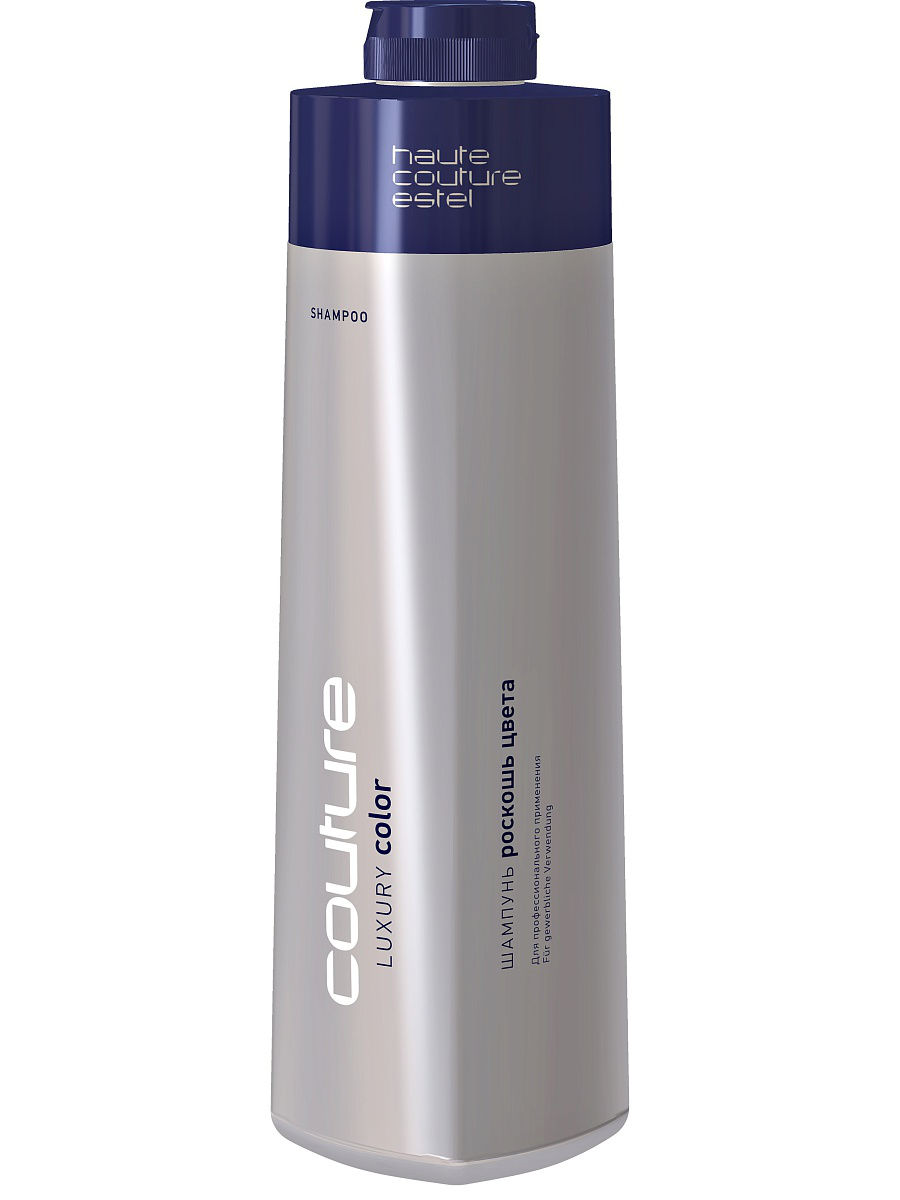 haute
couture
estel
SHAMPOO
couture
LUXURY color
ШАМПУНЬ роскошь цвета
Для профессионального применения
Für gewerbliche Verwendung